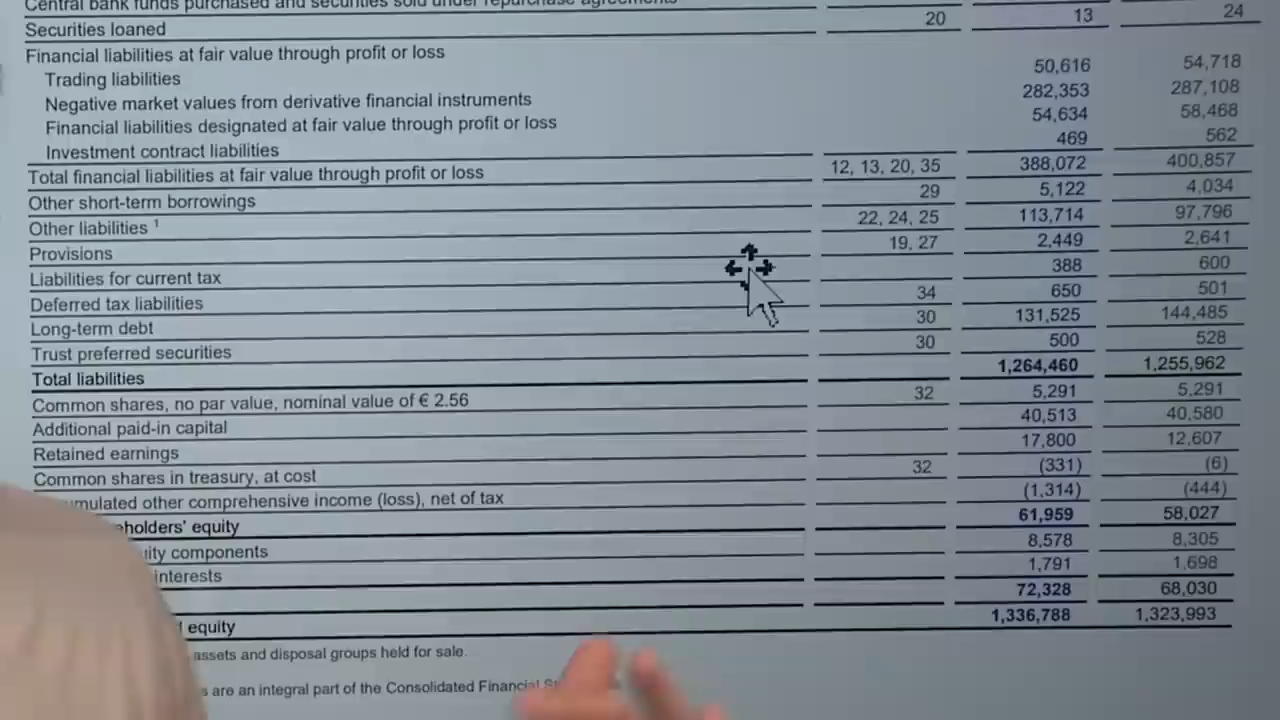 Central bank funds purchased and securities sold under repurchase agreements
Securities loaned 20 13 24
Financial liabilities at fair value through profit or loss
Trading liabilities 50,616 54,718
Negative market values from derivative financial instruments 282,353 287,108
Financial liabilities designated at fair value through profit or loss 54,634 58,468
Investment contract liabilities 469 562
Total financial liabilities at fair value through profit or loss 12, 13, 20, 35 388,072 400,857
Other short-term borrowings 29 5,122 4,034
Other liabilities ¹ 22, 24, 25 113,714 97,796
Provisions 19, 27 2,449 2,641
Liabilities for current tax 388 600
Deferred tax liabilities 34 650 501
Long-term debt 30 131,525 144,485
Trust preferred securities 30 500 528
Total liabilities 1,264,460 1,255,962
Common shares, no par value, nominal value of € 2.56 32 5,291 5,291
Additional paid-in capital 40,513 40,580
Retained earnings 17,800 12,607
Common shares in treasury, at cost 32 (331) (6)
other comprehensive income (loss), net of tax (1,314) (444)
equity 61,959 58,027
components 8,578 8,305
interests 1,791 1,698
72,328 68,030
equity 1,336,788 1,323,993
assets and disposal groups held for sale.
are an integral part of the Consolidated Financial